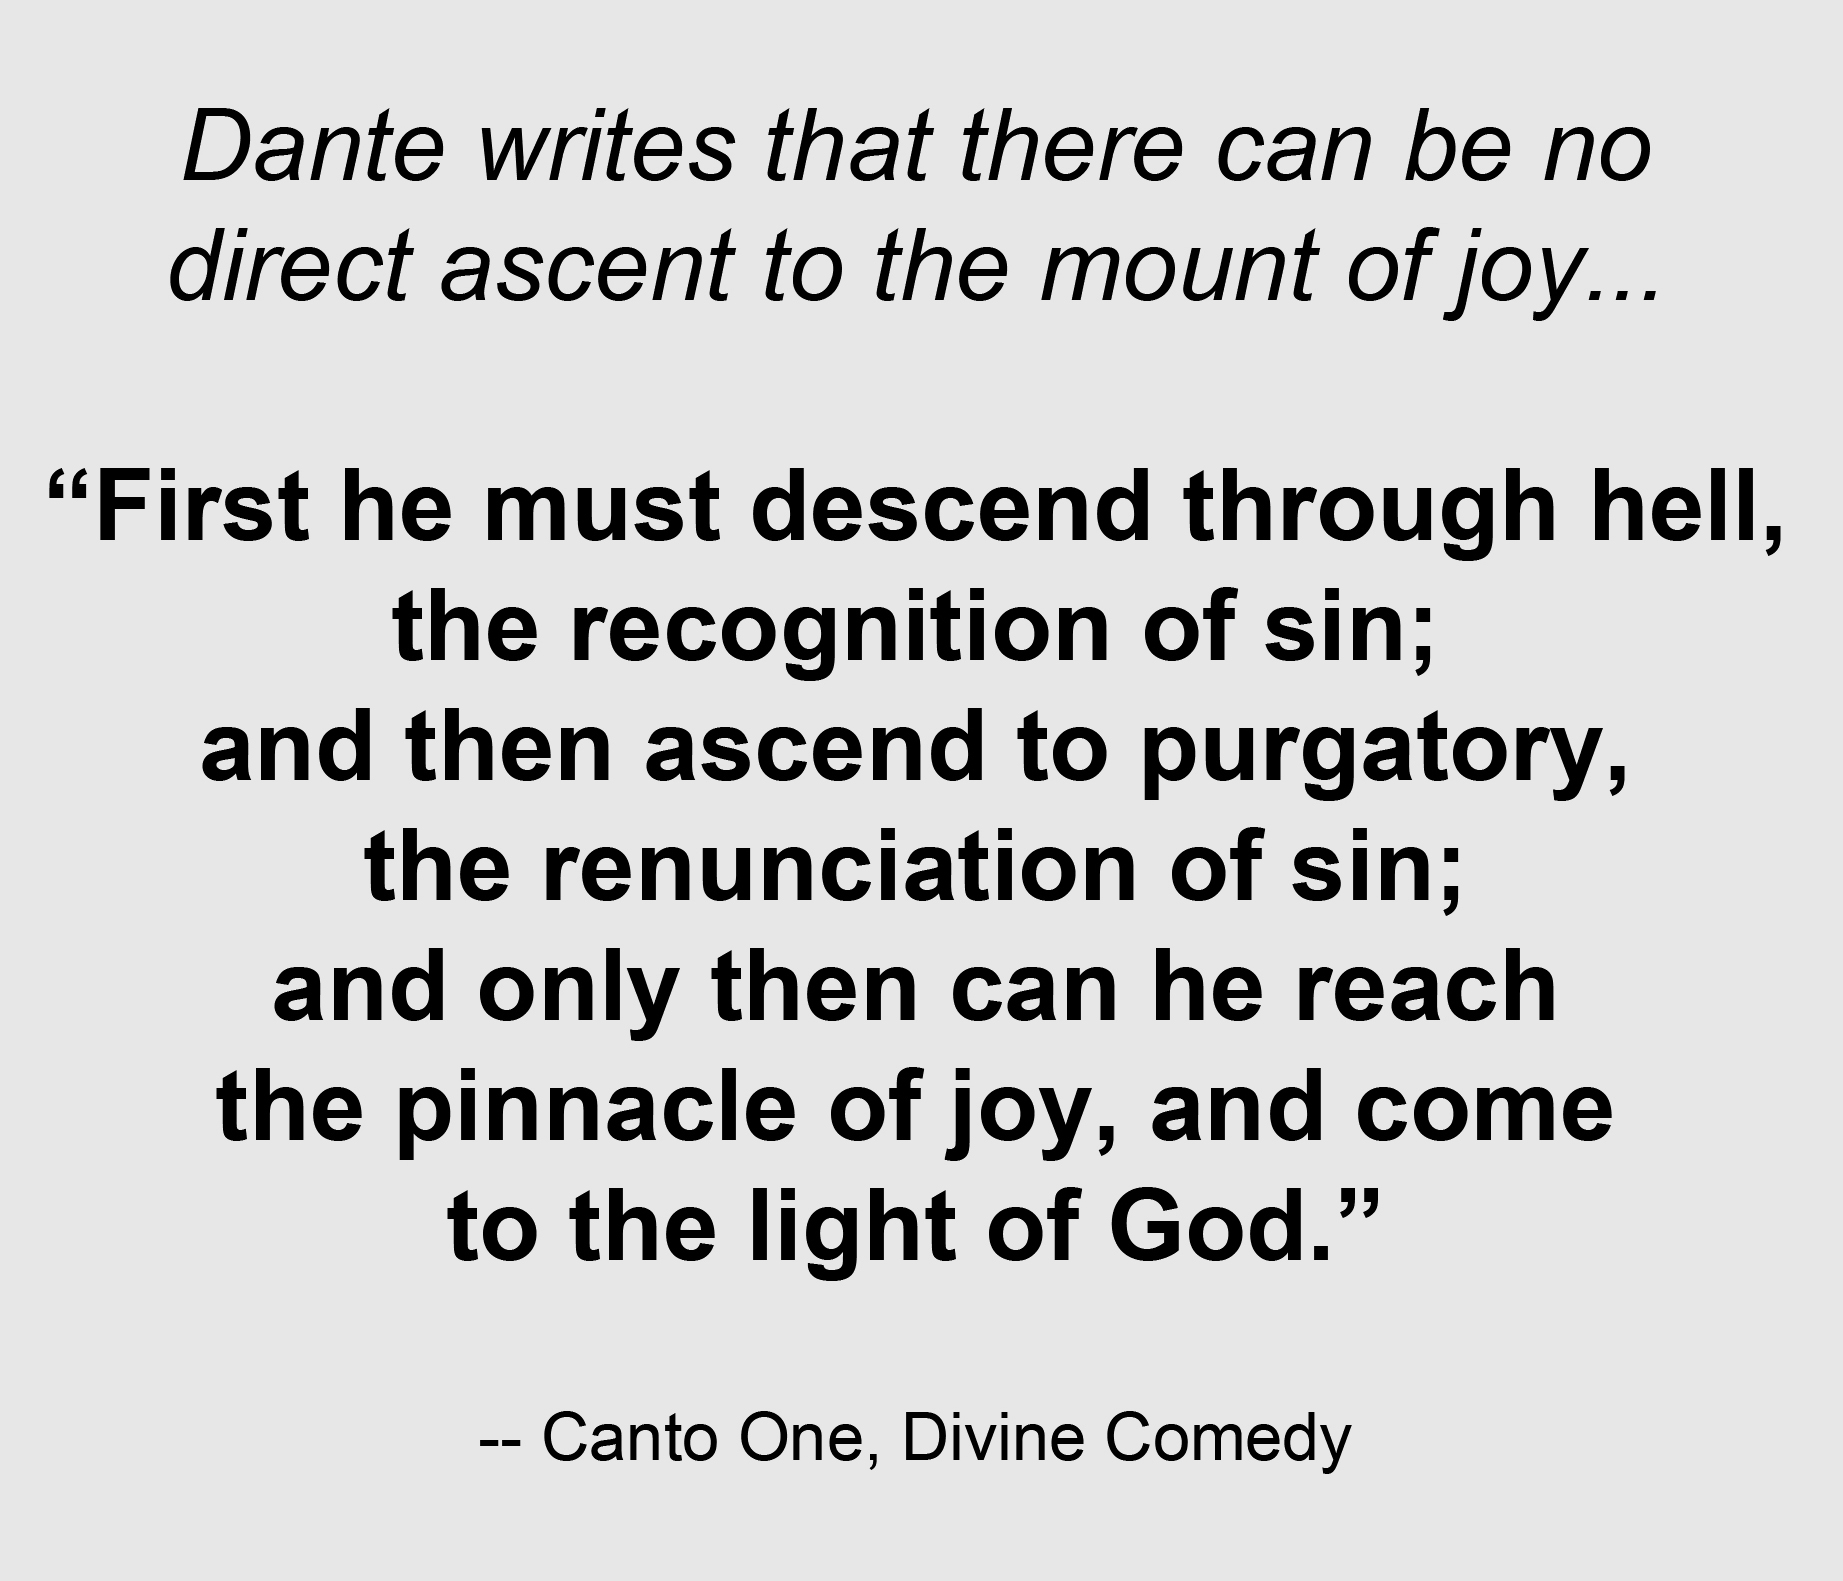 Dante writes that there can be no
direct ascent to the mount of joy...
“First he must descend through hell,
the recognition of sin;
and then ascend to purgatory,
the renunciation of sin;
and only then can he reach
the pinnacle of joy, and come
to the light of God.”
-- Canto One, Divine Comedy